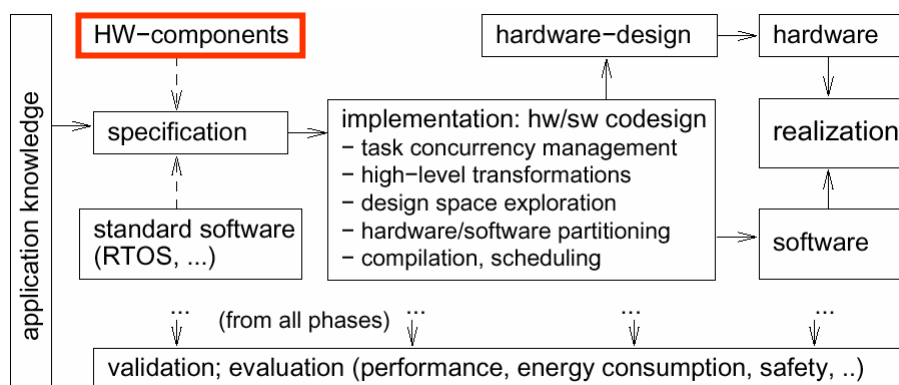 application knowledge
HW−components
specification
standard software
(RTOS, ...)
implementation: hw/sw codesign
− task concurrency management
− high−level transformations
− design space exploration
− hardware/software partitioning
− compilation, scheduling
hardware−design
hardware
realization
software
... ... ... ...
(from all phases)
validation; evaluation (performance, energy consumption, safety, ..)